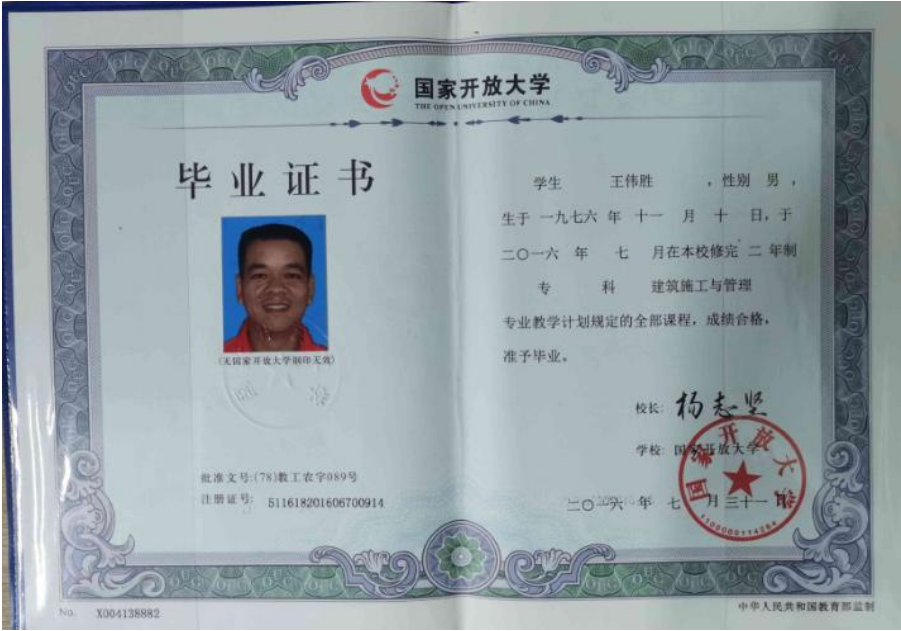 国家开放大学
THE OPEN UNIVERSITY OF CHINA
毕业证书
(无国家开放大学钢印无效)
批准文号:(78)教工农字089号
注册证号: 511618201606700914
学生 王伟胜 ，性别 男，
生于 一九七六 年 十一 月 十 日，于
二〇一六 年 七 月在本校修完 二 年制
专 科 建筑施工与管理
专业教学计划规定的全部课程，成绩合格，
准予毕业。
校长: 杨志坚
学校: 国家开放大学
二〇一六 年 七 月三十一日
国家开放大学
1100000114284
No. X004138882
中华人民共和国教育部监制